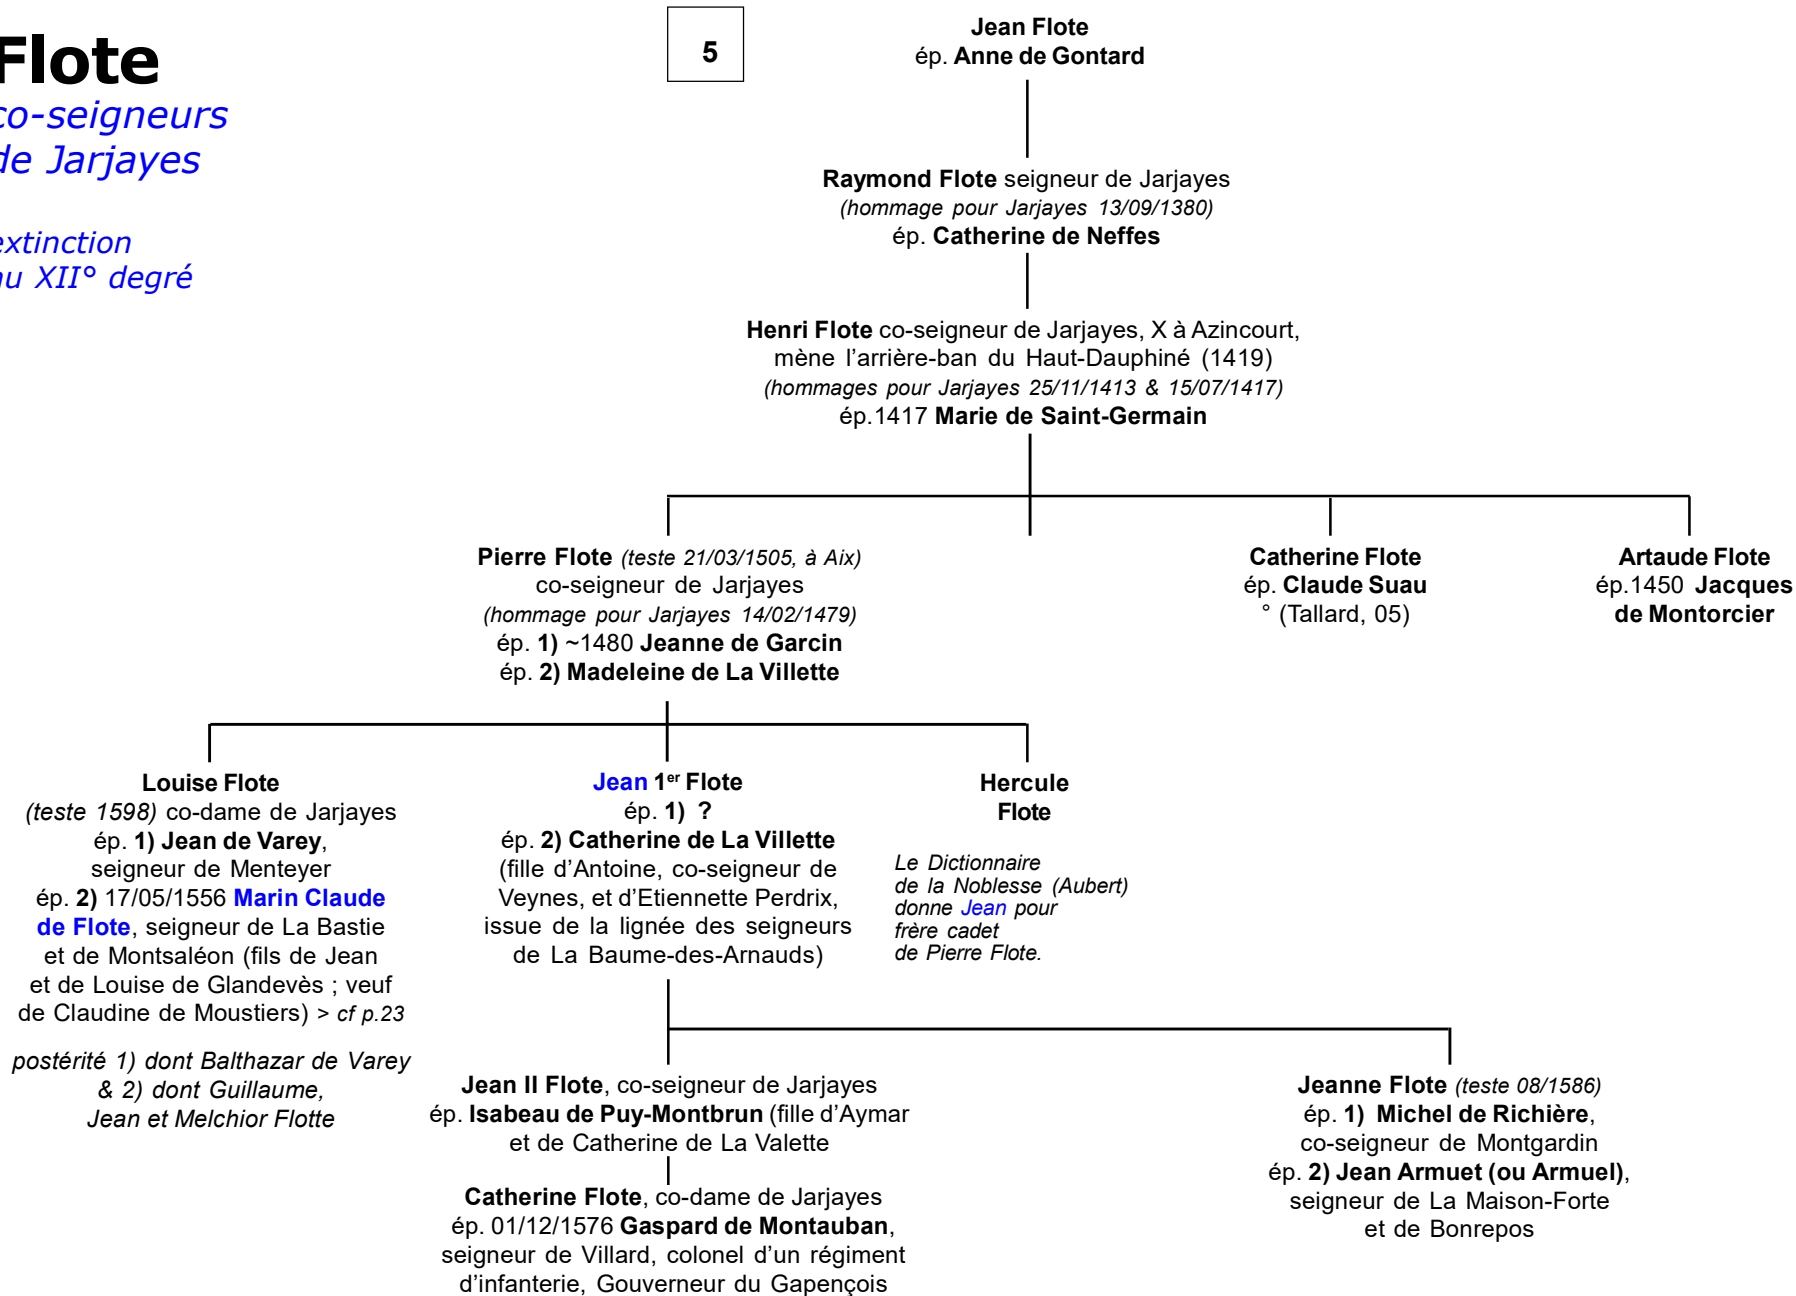 Flote
co-seigneurs
de Jarjayes
extinction
au XII° degré
5
Jean Flote
ép. Anne de Gontard
Raymond Flote seigneur de Jarjayes
(hommage pour Jarjayes 13/09/1380)
ép. Catherine de Neffes
Henri Flote co-seigneur de Jarjayes, X à Azincourt,
mène l'arrière-ban du Haut-Dauphiné (1419)
(hommages pour Jarjayes 25/11/1413 & 15/07/1417)
ép.1417 Marie de Saint-Germain
Pierre Flote (teste 21/03/1505, à Aix)
co-seigneur de Jarjayes
(hommage pour Jarjayes 14/02/1479)
ép. 1) ~1480 Jeanne de Garcin
ép. 2) Madeleine de La Villette
Catherine Flote
ép. Claude Suau
° (Tallard, 05)
Artaude Flote
ép.1450 Jacques
de Montorcier
Louise Flote
(teste 1598) co-dame de Jarjayes
ép. 1) Jean de Varey,
seigneur de Menteyer
ép. 2) 17/05/1556 Marin Claude
de Flote, seigneur de La Bastie
et de Montsaléon (fils de Jean
et de Louise de Glandevès ; veuf
de Claudine de Moustiers) > cf p.23
postérité 1) dont Balthazar de Varey
& 2) dont Guillaume,
Jean et Melchior Flotte
Jean 1er Flote
ép. 1) ?
ép. 2) Catherine de La Villette
(fille d'Antoine, co-seigneur de
Veynes, et d'Etiennette Perdrix,
issue de la lignée des seigneurs
de La Baume-des-Arnauds)
Hercule
Flote
Le Dictionnaire
de la Noblesse (Aubert)
donne Jean pour
frère cadet
de Pierre Flote.
Jean II Flote, co-seigneur de Jarjayes
ép. Isabeau de Puy-Montbrun (fille d'Aymar
et de Catherine de La Valette
Jeanne Flote (teste 08/1586)
ép. 1) Michel de Richière,
co-seigneur de Montgardin
ép. 2) Jean Armuet (ou Armuel),
seigneur de La Maison-Forte
et de Bonrepos
Catherine Flote, co-dame de Jarjayes
ép. 01/12/1576 Gaspard de Montauban,
seigneur de Villard, colonel d'un régiment
d'infanterie, Gouverneur du Gapençois